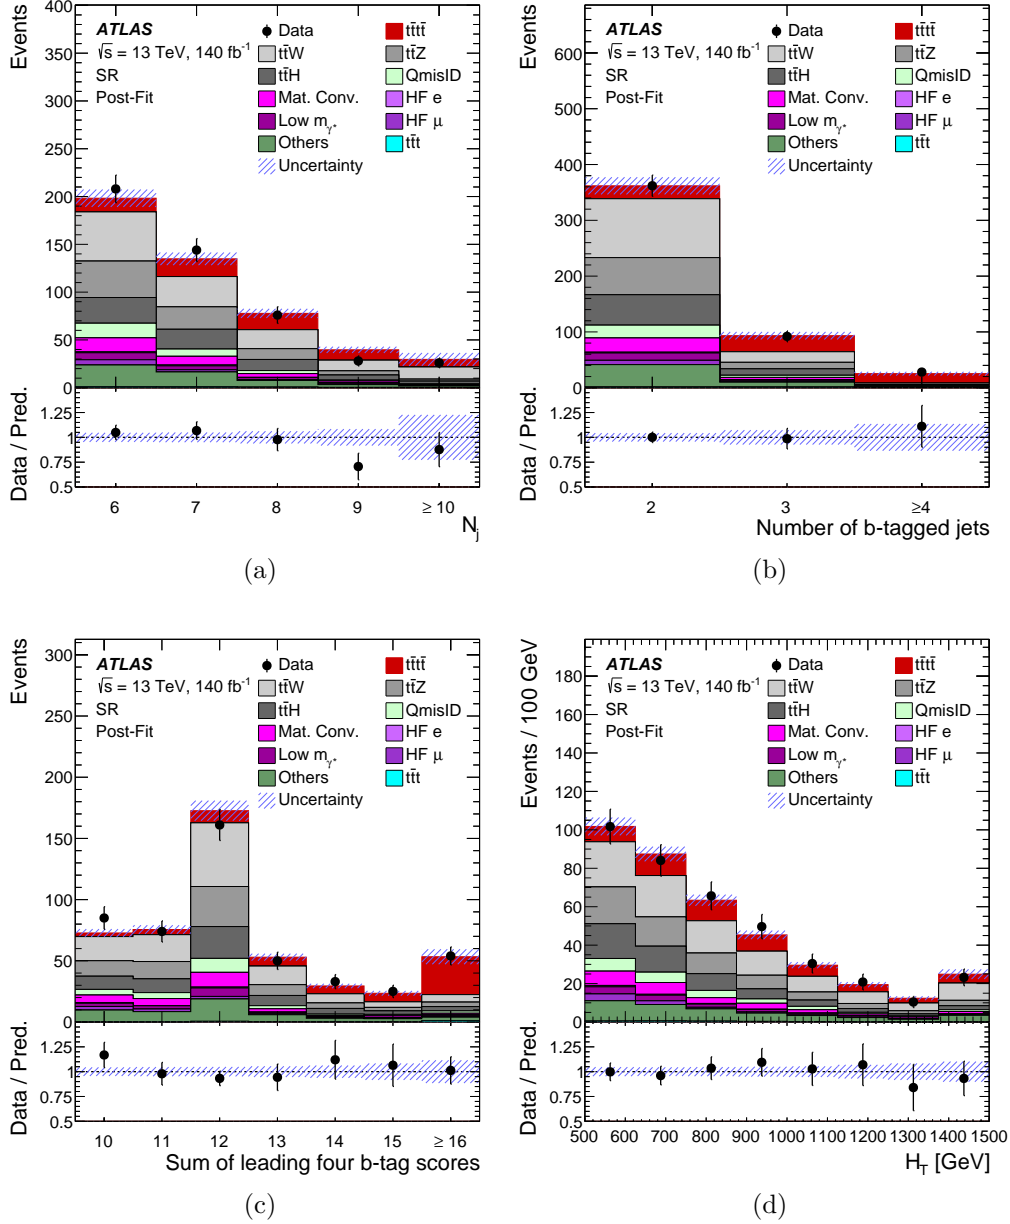 Events
400
350
300
250
200
150
100
50
0
ATLAS
√s = 13 TeV, 140 fb⁻¹
SR
Post-Fit
Data
tt̄tt̄
tt̄W
tt̄Z
tt̄H
QmisID
Mat. Conv.
HF e
Low m_γ*
HF μ
Others
tt̄t
Uncertainty
Data / Pred.
1.25
1
0.75
0.5
6 7 8 9 ≥ 10
N_j
(a)
Events
600
500
400
300
200
100
0
ATLAS
√s = 13 TeV, 140 fb⁻¹
SR
Post-Fit
Data
tt̄tt̄
tt̄W
tt̄Z
tt̄H
QmisID
Mat. Conv.
HF e
Low m_γ*
HF μ
Others
tt̄t
Uncertainty
Data / Pred.
1.25
1
0.75
0.5
2 3 ≥4
Number of b-tagged jets
(b)
Events
300
250
200
150
100
50
0
ATLAS
√s = 13 TeV, 140 fb⁻¹
SR
Post-Fit
Data
tt̄tt̄
tt̄W
tt̄Z
tt̄H
QmisID
Mat. Conv.
HF e
Low m_γ*
HF μ
Others
tt̄t
Uncertainty
Data / Pred.
1.25
1
0.75
0.5
10 11 12 13 14 15 ≥ 16
Sum of leading four b-tag scores
(c)
Events / 100 GeV
180
160
140
120
100
80
60
40
20
0
ATLAS
√s = 13 TeV, 140 fb⁻¹
SR
Post-Fit
Data
tt̄tt̄
tt̄W
tt̄Z
tt̄H
QmisID
Mat. Conv.
HF e
Low m_γ*
HF μ
Others
tt̄t
Uncertainty
Data / Pred.
1.25
1
0.75
0.5
500 600 700 800 900 1000 1100 1200 1300 1400 1500
H_T [GeV]
(d)